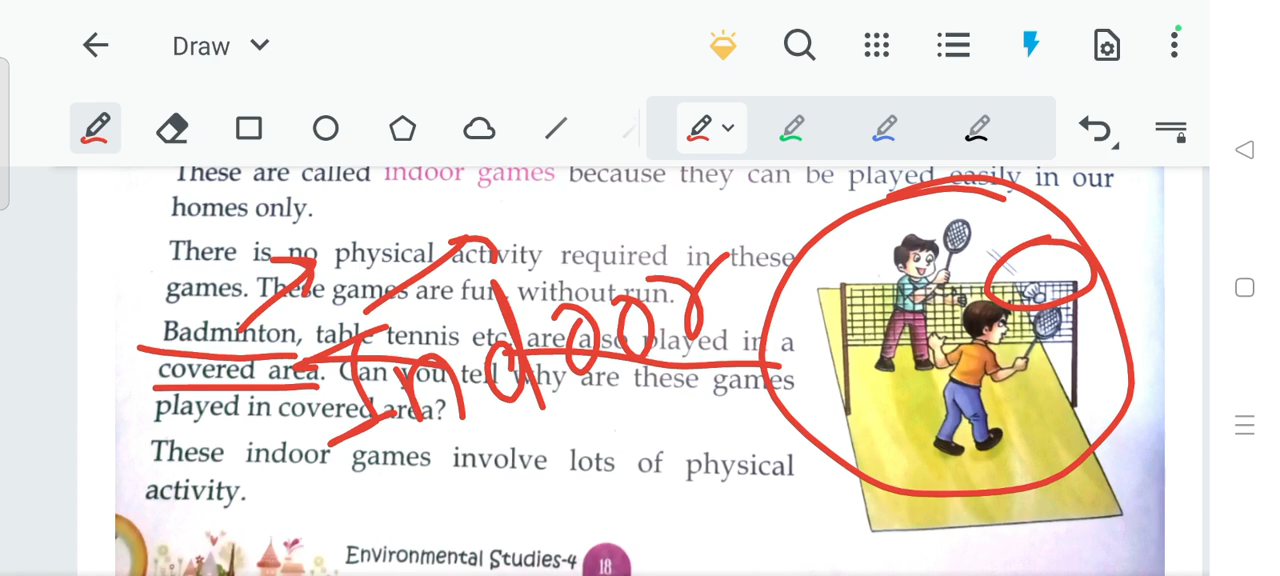 Draw
These are called indoor games because they can be played easily in our
homes only.
There is no physical activity required in these
games. These games are fun, without run.
Badminton, table tennis etc. are also played in a
covered area. Can you tell why are these games
played in covered area?
Indoor
These indoor games involve lots of physical
activity.
Environmental Studies-4
18